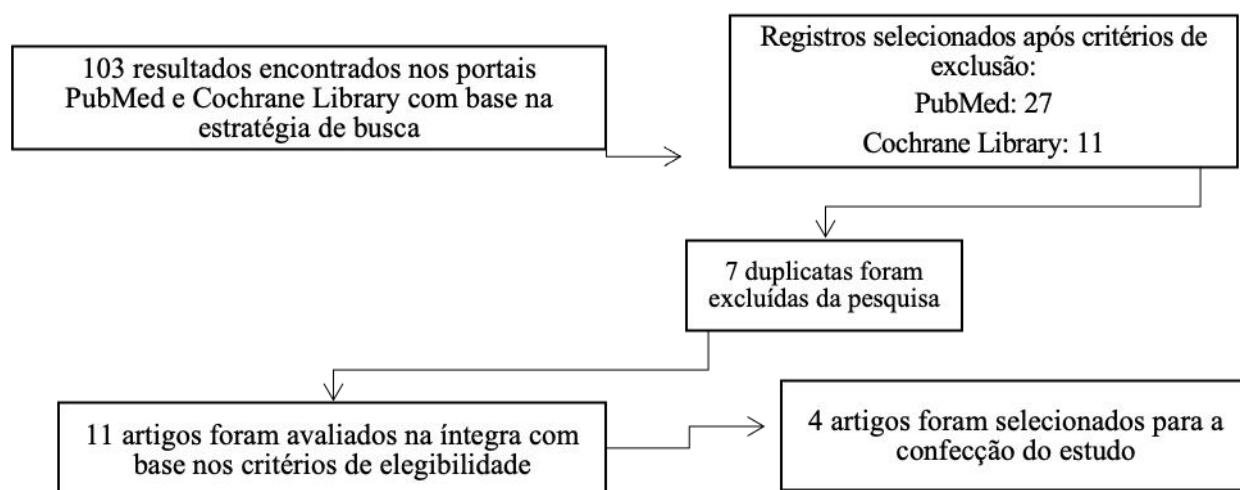 103 resultados encontrados nos portais
PubMed e Cochrane Library com base na
estratégia de busca
Registros selecionados após critérios de
exclusão:
PubMed: 27
Cochrane Library: 11
7 duplicatas foram
excluídas da pesquisa
11 artigos foram avaliados na íntegra com
base nos critérios de elegibilidade
4 artigos foram selecionados para a
confecção do estudo